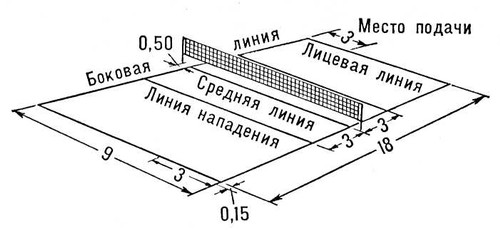 0,50
линия
3
Место подачи
Боковая
Лицевая линия
Средняя линия
Линия нападения
3
3
18
9
3
0,15